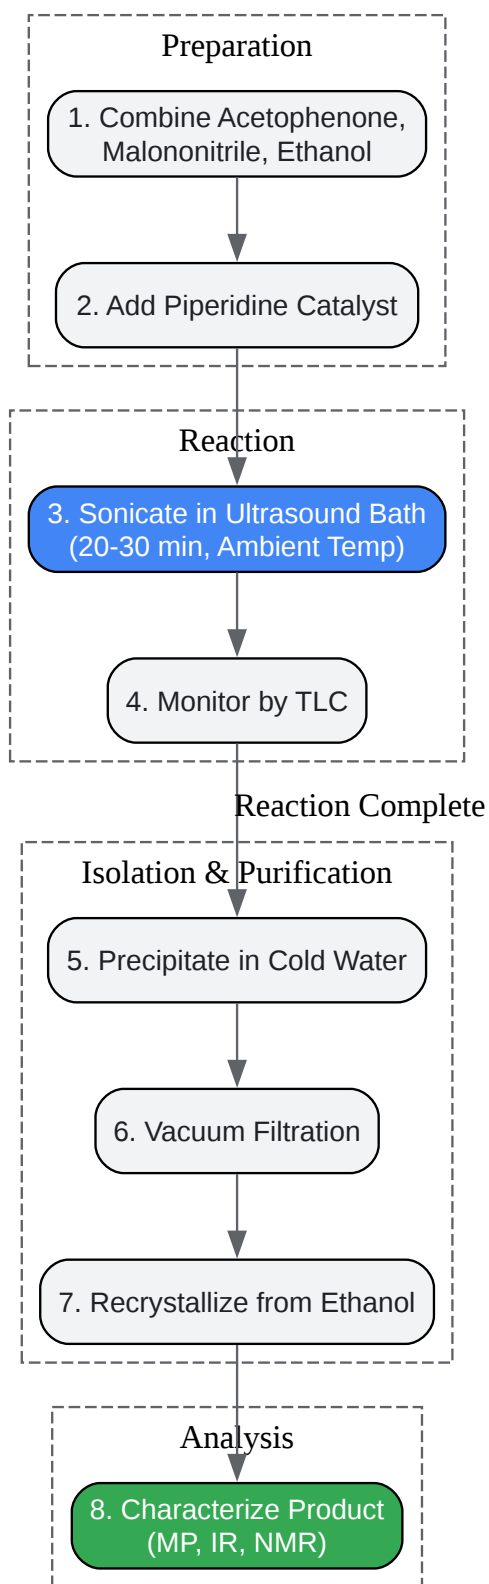 Preparation
1. Combine Acetophenone,
Malononitrile, Ethanol
2. Add Piperidine Catalyst
Reaction
3. Sonicate in Ultrasound Bath
(20-30 min, Ambient Temp)
4. Monitor by TLC
Reaction Complete
Isolation & Purification
5. Precipitate in Cold Water
6. Vacuum Filtration
7. Recrystallize from Ethanol
Analysis
8. Characterize Product
(MP, IR, NMR)